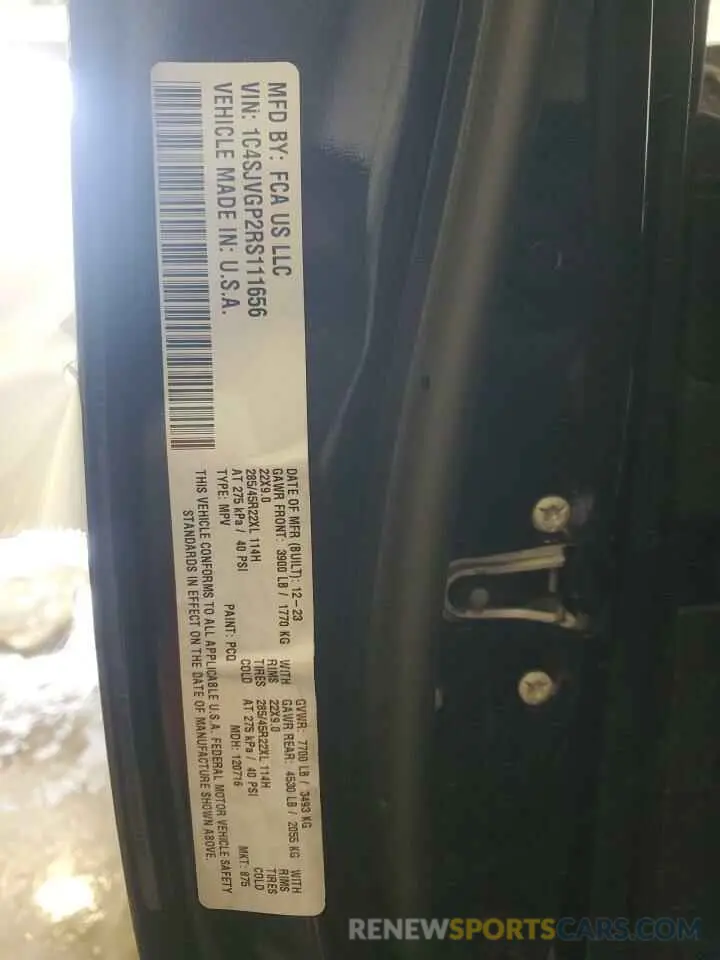 MFD BY: FCA US LLC
VIN: 1C4SJVGP2RS111656
VEHICLE MADE IN: U.S.A.
DATE OF MFR (BUILT): 12-23 GVWR: 7700 LB / 3493 KG
GAWR FRONT: 3900 LB / 1770 KG WITH GAWR REAR: 4530 LB / 2055 KG WITH
22X9.0 RIMS 22X9.0 RIMS
285/45R22XL 114H TIRES 285/45R22XL 114H TIRES
AT 275 kPa / 40 PSI COLD AT 275 kPa / 40 PSI COLD
TYPE: MPV PAINT: PCQ MDH: 120716 MKT: 875
THIS VEHICLE CONFORMS TO ALL APPLICABLE U.S.A. FEDERAL MOTOR VEHICLE SAFETY
STANDARDS IN EFFECT ON THE DATE OF MANUFACTURE SHOWN ABOVE.
RENEWSPORTSCARS.COM